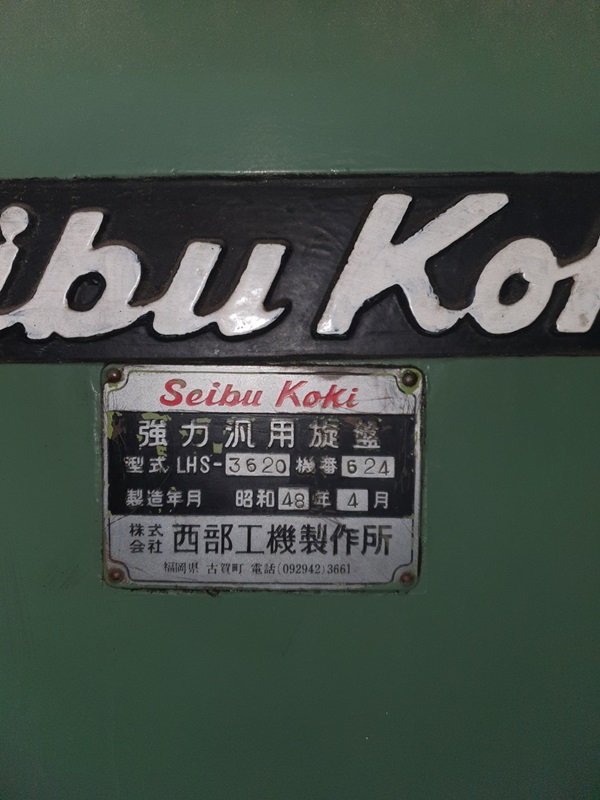 ibu Ko
Seibu Koki
強力汎用旋盤
型式 LHS-3620 機番 624
製造年月 昭和 48 年 4 月
株式会社 西部工機製作所
福岡県 古賀町 電話(092942)3661